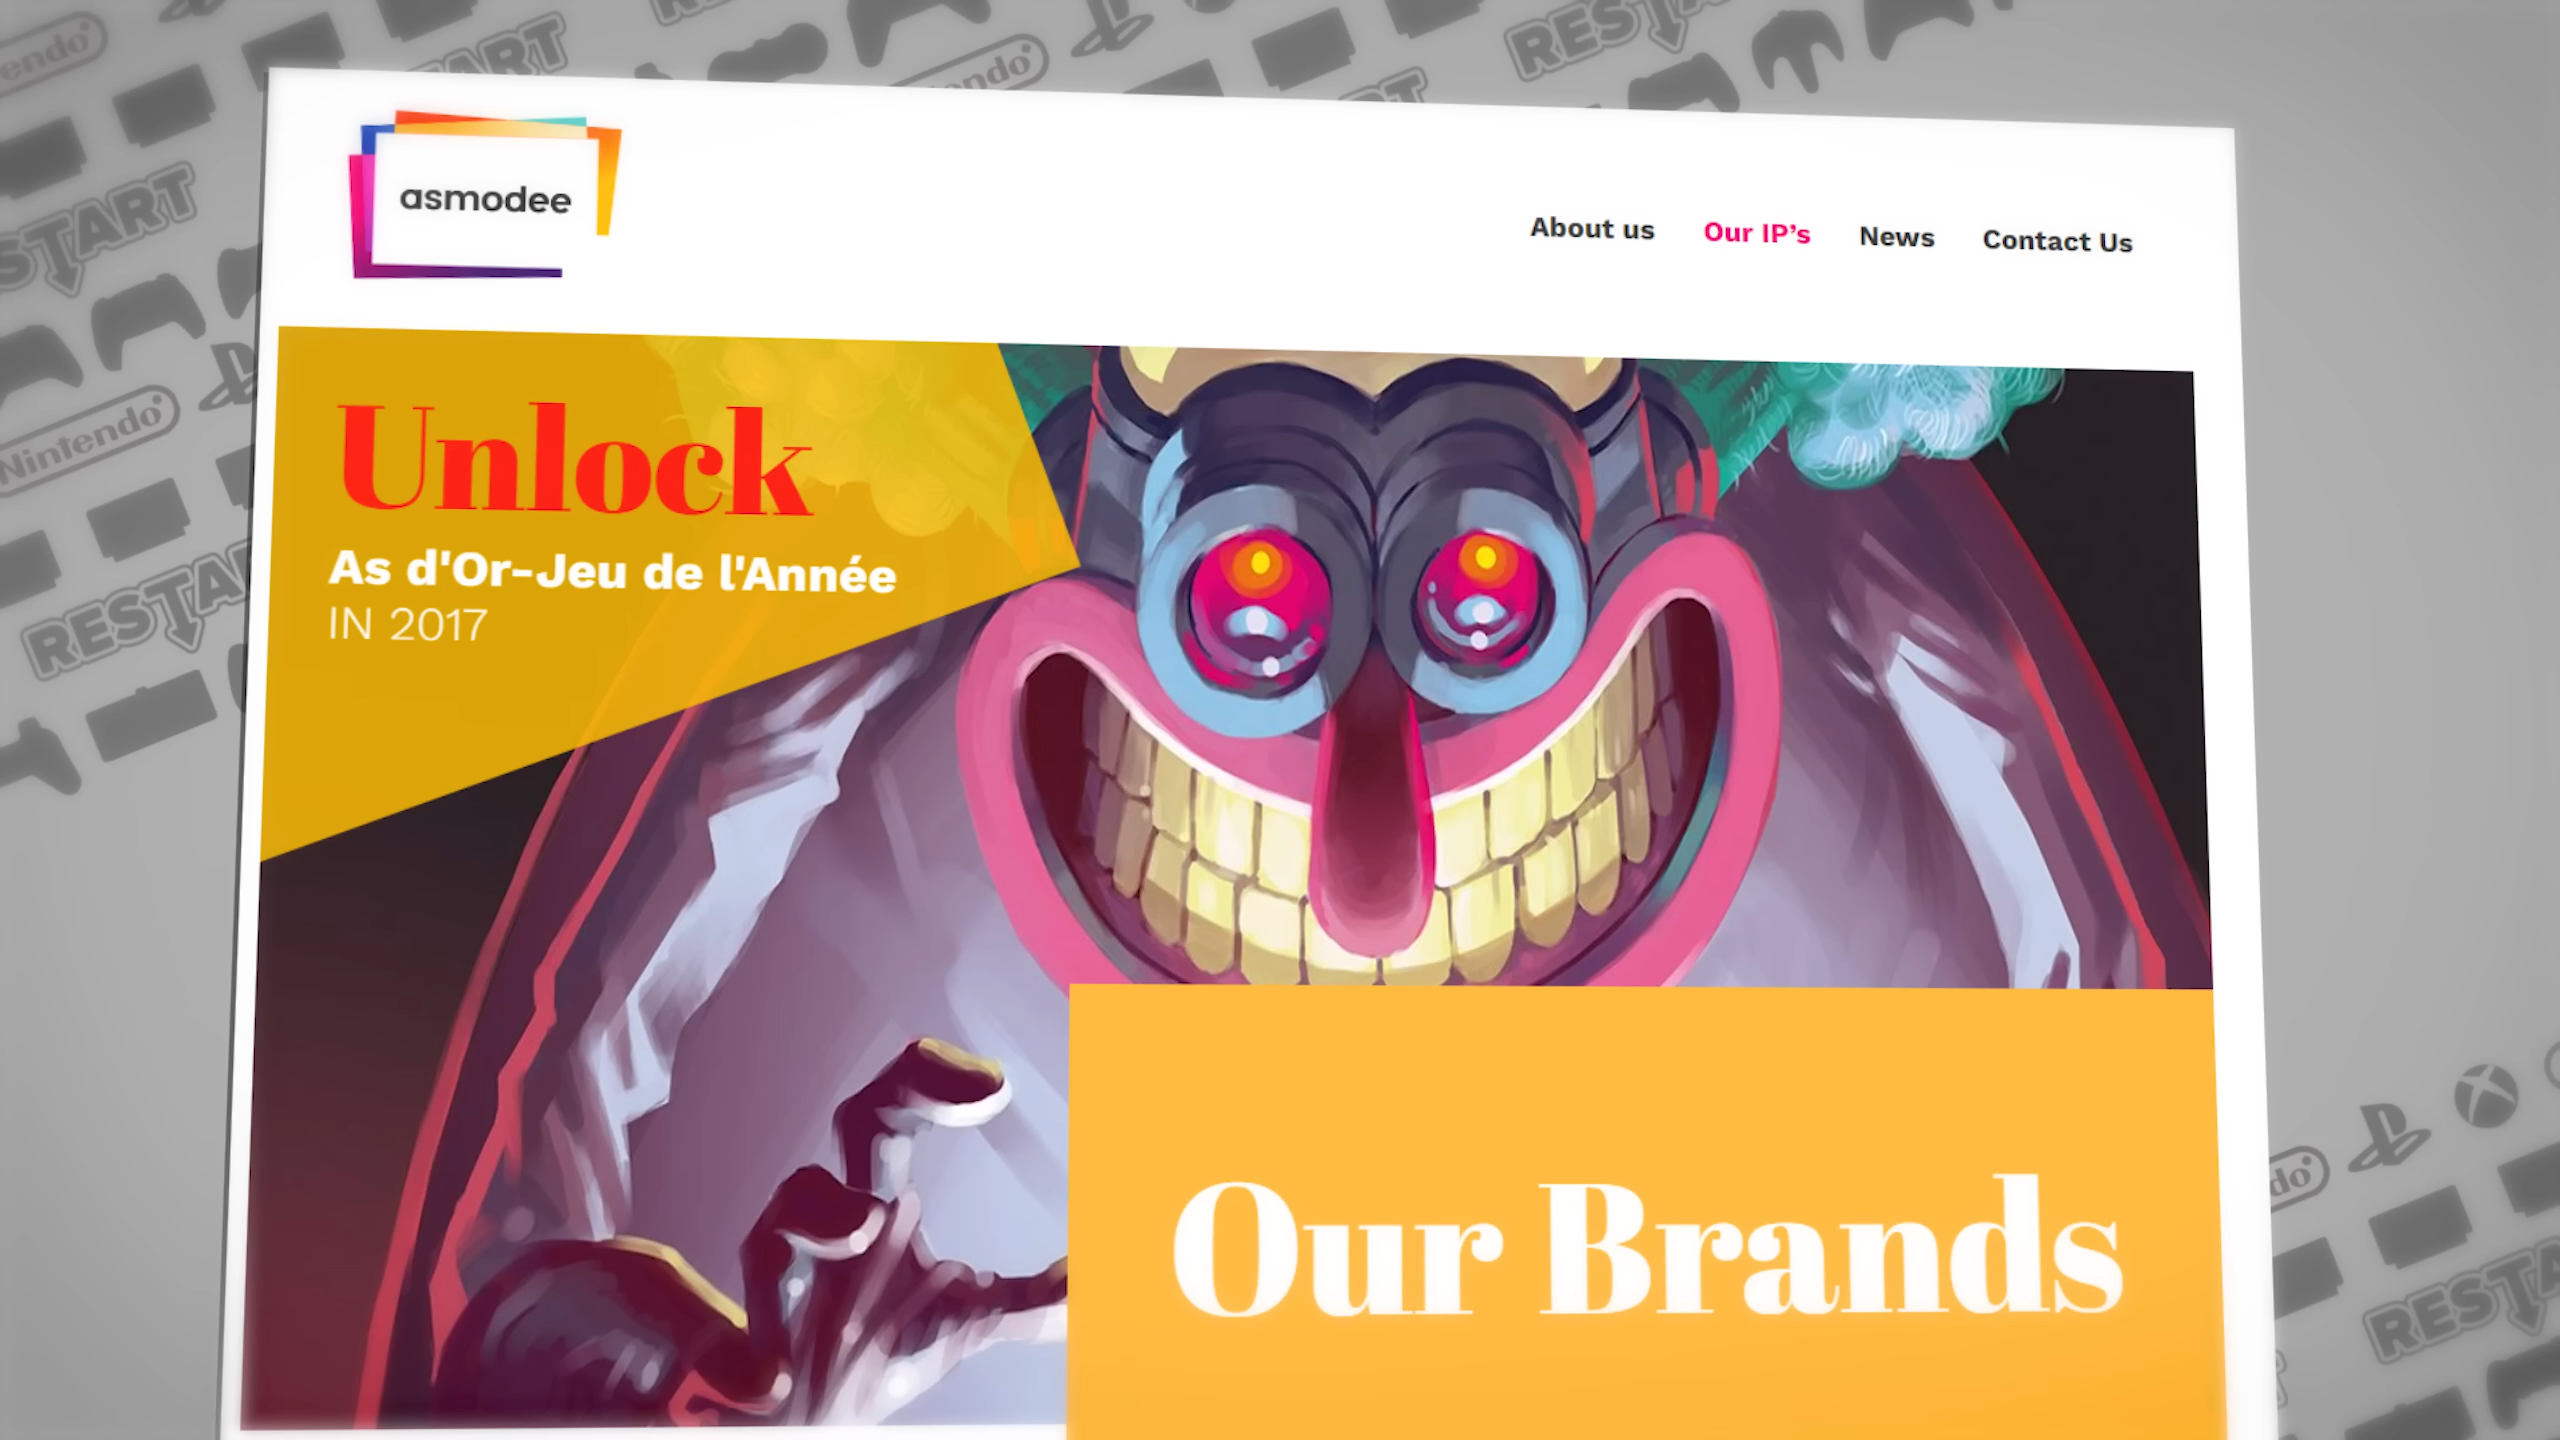 asmodee
About us Our IP's News Contact Us
Unlock
As d'Or-Jeu de l'Année
IN 2017
Our Brands
Nintendo
RESTART
RESTART